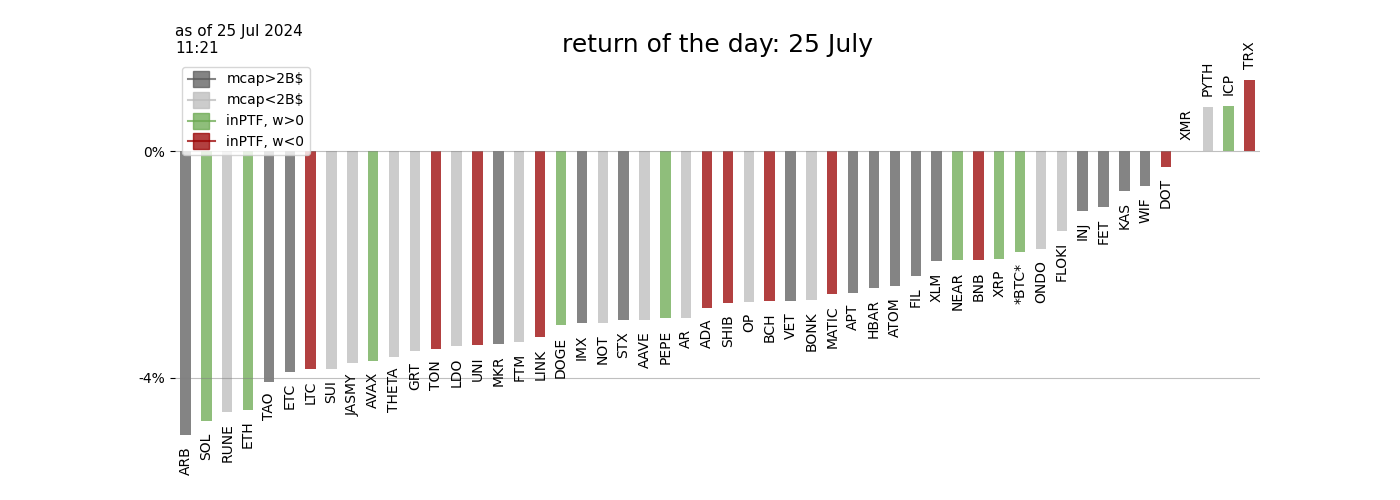 as of 25 Jul 2024
11:21
return of the day: 25 July
mcap>2B$
mcap<2B$
inPTF, w>0
inPTF, w<0
0%
-4%
ARB
SOL
RUNE
ETH
TAO
ETC
LTC
SUI
JASMY
AVAX
THETA
GRT
TON
LDO
UNI
MKR
FTM
LINK
DOGE
IMX
NOT
STX
AAVE
PEPE
AR
ADA
SHIB
OP
BCH
VET
BONK
MATIC
APT
HBAR
ATOM
FIL
XLM
NEAR
BNB
XRP
*BTC*
ONDO
FLOKI
INJ
FET
KAS
WIF
DOT
XMR
PYTH
ICP
TRX